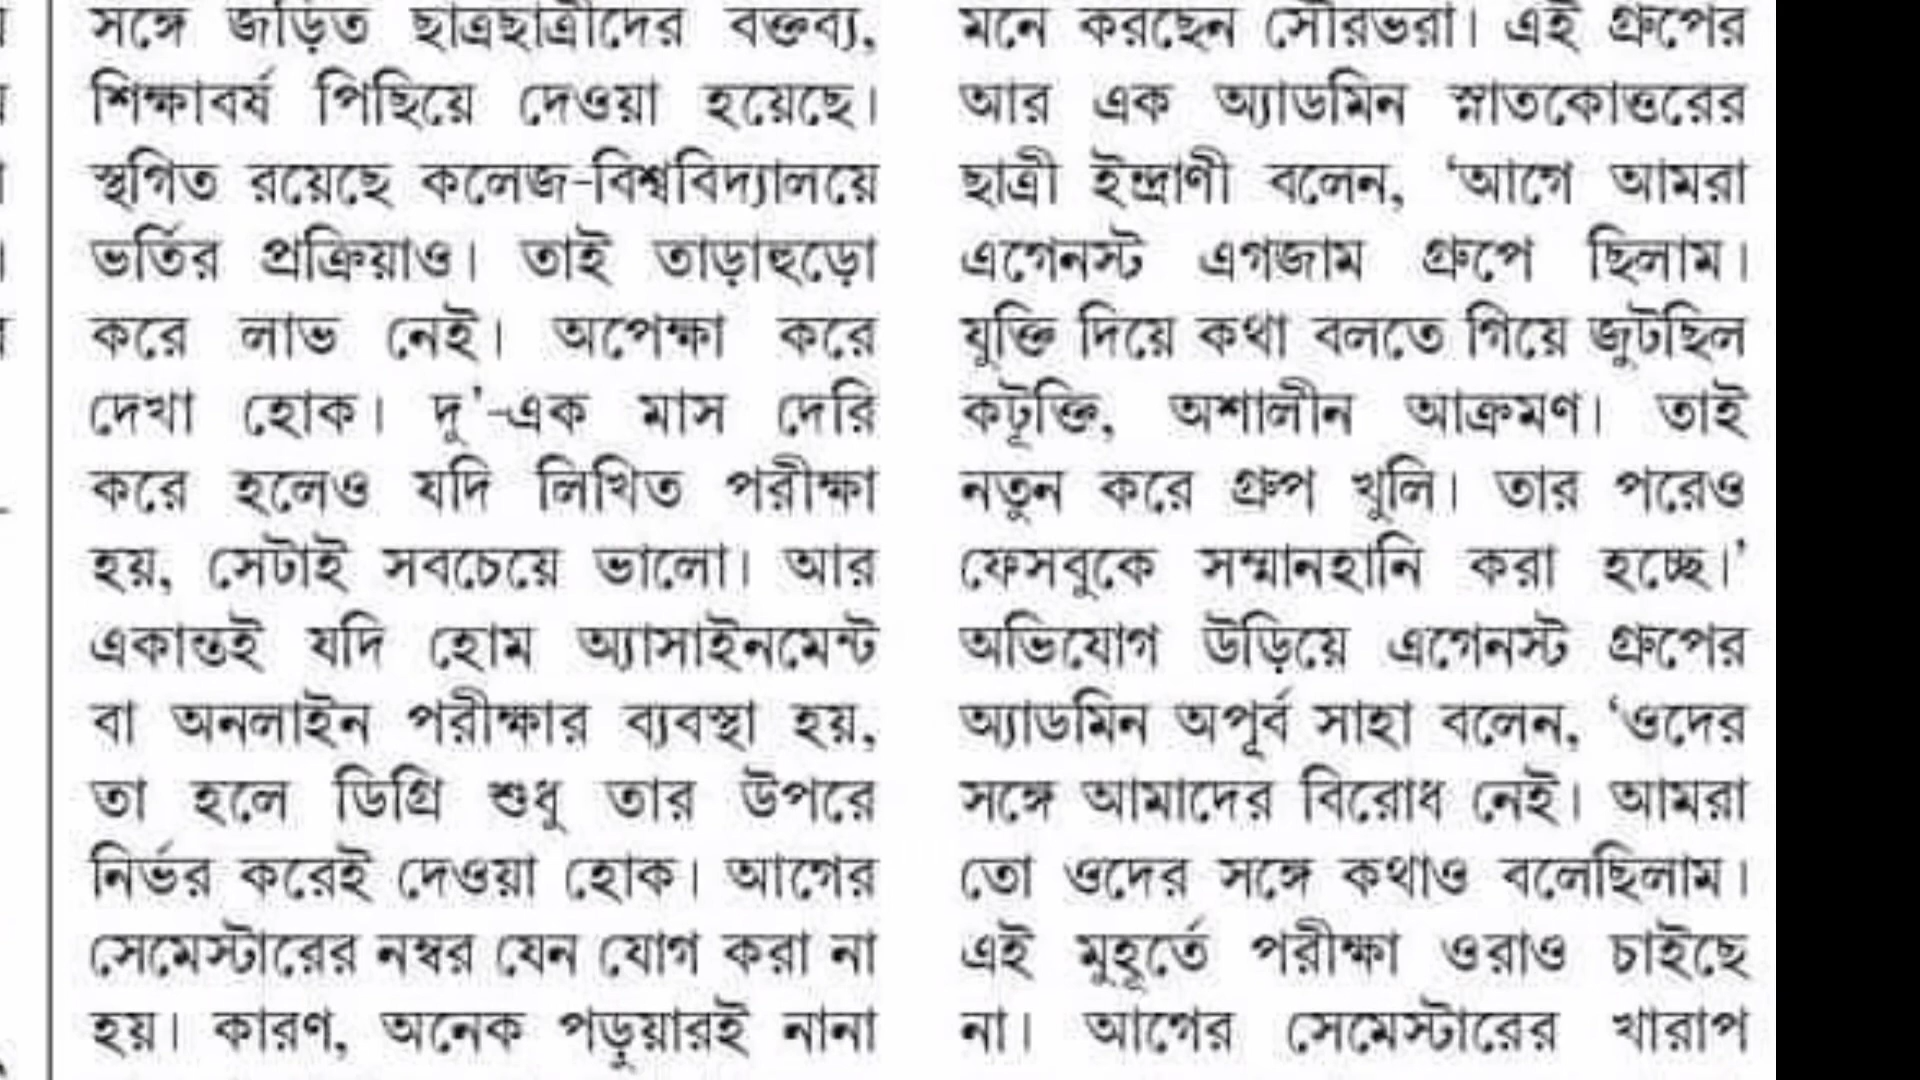 সঙ্গে জড়িত ছাত্রছাত্রীদের বক্তব্য,
শিক্ষাবর্ষ পিছিয়ে দেওয়া হয়েছে।
স্থগিত রয়েছে কলেজ-বিশ্ববিদ্যালয়ে
ভর্তির প্রক্রিয়াও। তাই তাড়াহুড়ো
করে লাভ নেই। অপেক্ষা করে
দেখা হোক। দু'-এক মাস দেরি
করে হলেও যদি লিখিত পরীক্ষা
হয়, সেটাই সবচেয়ে ভালো। আর
একান্তই যদি হোম অ্যাসাইনমেন্ট
বা অনলাইন পরীক্ষার ব্যবস্থা হয়,
তা হলে ডিগ্রি শুধু তার উপরে
নির্ভর করেই দেওয়া হোক। আগের
সেমেস্টারের নম্বর যেন যোগ করা না
হয়। কারণ, অনেক পড়ুয়ারই নানা
মনে করছেন সৌরভরা। এই গ্রুপের
আর এক অ্যাডমিন স্নাতকোত্তরের
ছাত্রী ইন্দ্রাণী বলেন, ‘আগে আমরা
এগেনস্ট এগজাম গ্রুপে ছিলাম।
যুক্তি দিয়ে কথা বলতে গিয়ে জুটছিল
কটূক্তি, অশালীন আক্রমণ। তাই
নতুন করে গ্রুপ খুলি। তার পরেও
ফেসবুকে সম্মানহানি করা হচ্ছে।’
অভিযোগ উড়িয়ে এগেনস্ট গ্রুপের
অ্যাডমিন অপূর্ব সাহা বলেন, ‘ওদের
সঙ্গে আমাদের বিরোধ নেই। আমরা
তো ওদের সঙ্গে কথাও বলেছিলাম।
এই মুহূর্তে পরীক্ষা ওরাও চাইছে
না। আগের সেমেস্টারের খারাপ